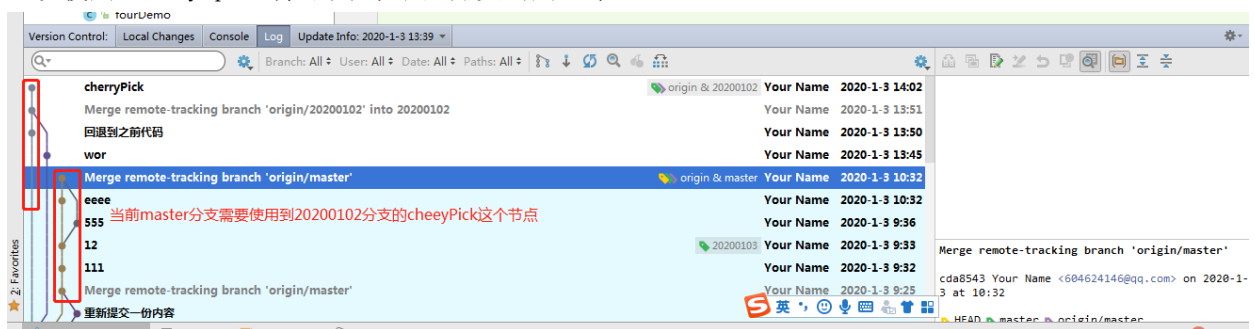 fourDemo
Version Control: Local Changes Console Log Update Info: 2020-1-3 13:39
Branch: All User: All Date: All Paths: All
cherryPick origin & 20200102 Your Name 2020-1-3 14:02
Merge remote-tracking branch 'origin/20200102' into 20200102 Your Name 2020-1-3 13:51
回退到之前代码 Your Name 2020-1-3 13:50
wor Your Name 2020-1-3 13:45
Merge remote-tracking branch 'origin/master' origin & master Your Name 2020-1-3 10:32
eeee Your Name 2020-1-3 10:32
当前master分支需要使用到20200102分支的cheeyPick这个节点
555 Your Name 2020-1-3 9:36
12 20200103 Your Name 2020-1-3 9:33
111 Your Name 2020-1-3 9:32
Merge remote-tracking branch 'origin/master' Your Name 2020-1-3 9:25
重新提交一份内容
英
2: Favorites
Merge remote-tracking branch 'origin/master'
cda8543 Your Name <604624146@qq.com> on 2020-1-
3 at 10:32
HEAD master origin/master